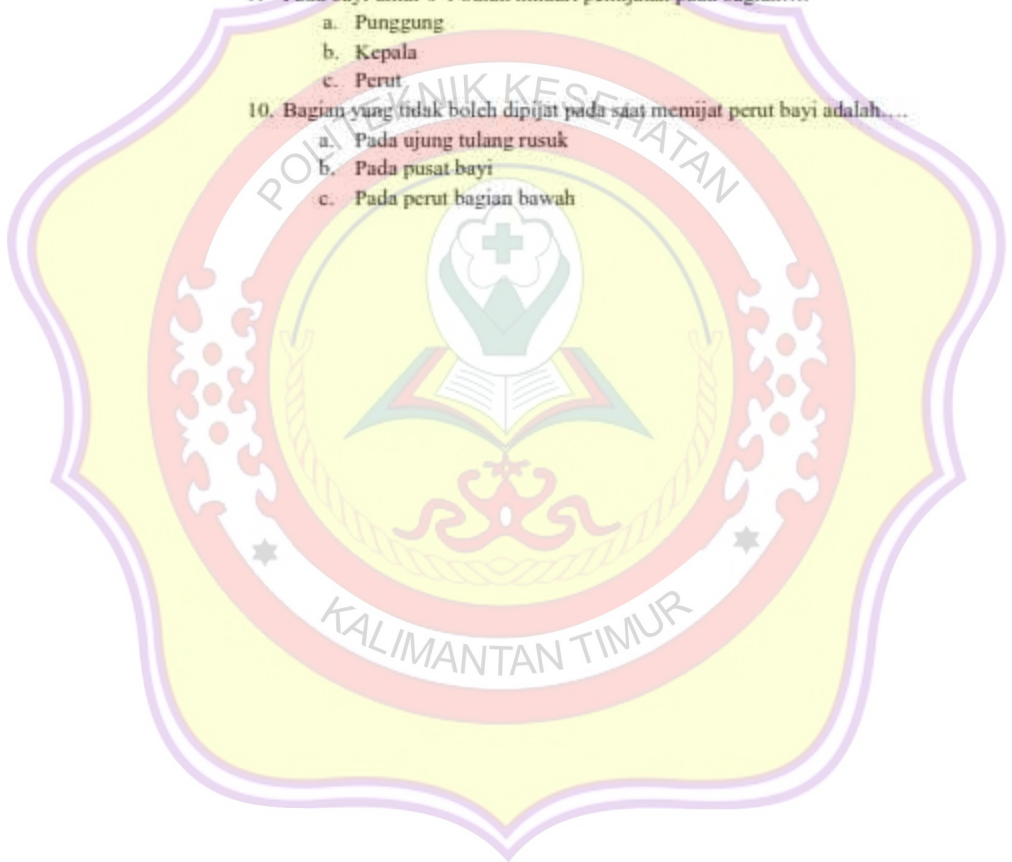 a. Punggung
b. Kepala
c. Perut
10. Bagian yang tidak boleh dipijat pada saat memijat perut bayi adalah....
a. Pada ujung tulang rusuk
b. Pada pusat bayi
c. Pada perut bagian bawah
POLITEKNIK KESEHATAN
KALIMANTAN TIMUR